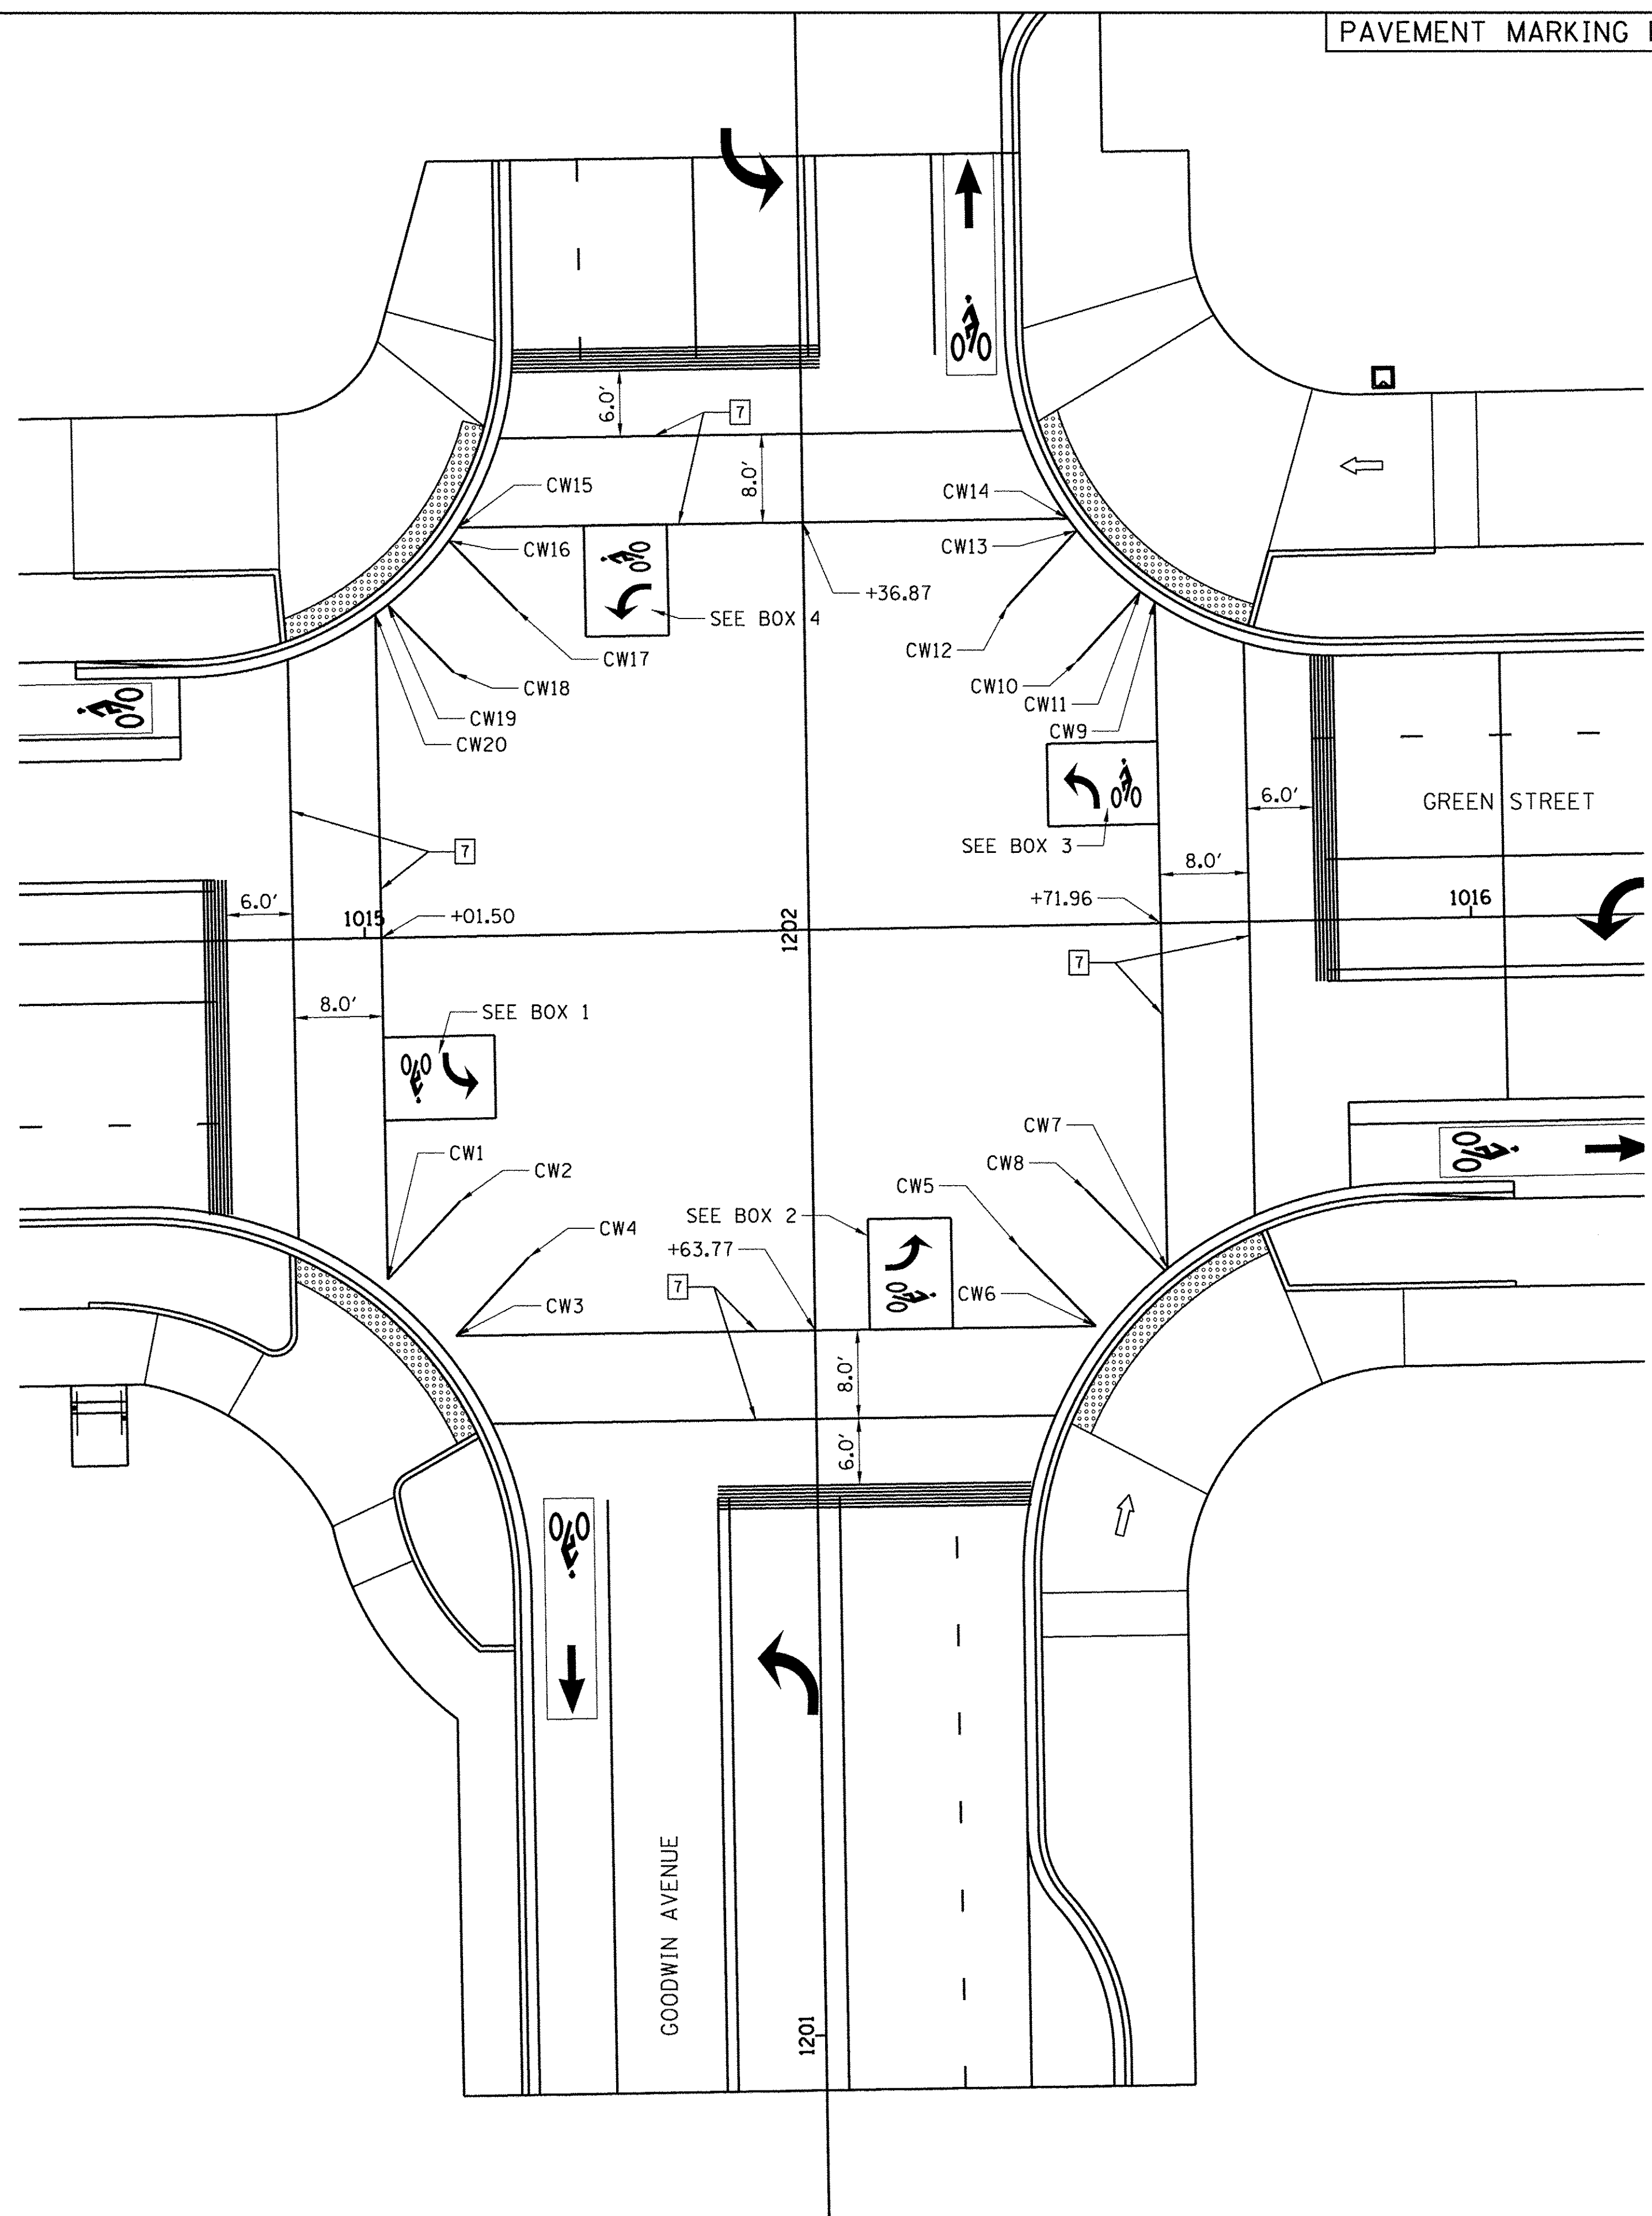 PAVEMENT MARKING
6.0'
7
8.0'
CW15
CW14
CW16
CW13
+36.87
SEE BOX 4
CW12
CW17
CW10
CW18
CW11
CW19
CW9
CW20
6.0'
GREEN STREET
SEE BOX 3
7
8.0'
6.0'
1015
+01.50
1202
+71.96
1016
7
8.0'
SEE BOX 1
CW1
CW7
CW2
CW8
CW5
SEE BOX 2
CW4
+63.77
7
CW6
CW3
8.0'
6.0'
GOODWIN AVENUE
1201